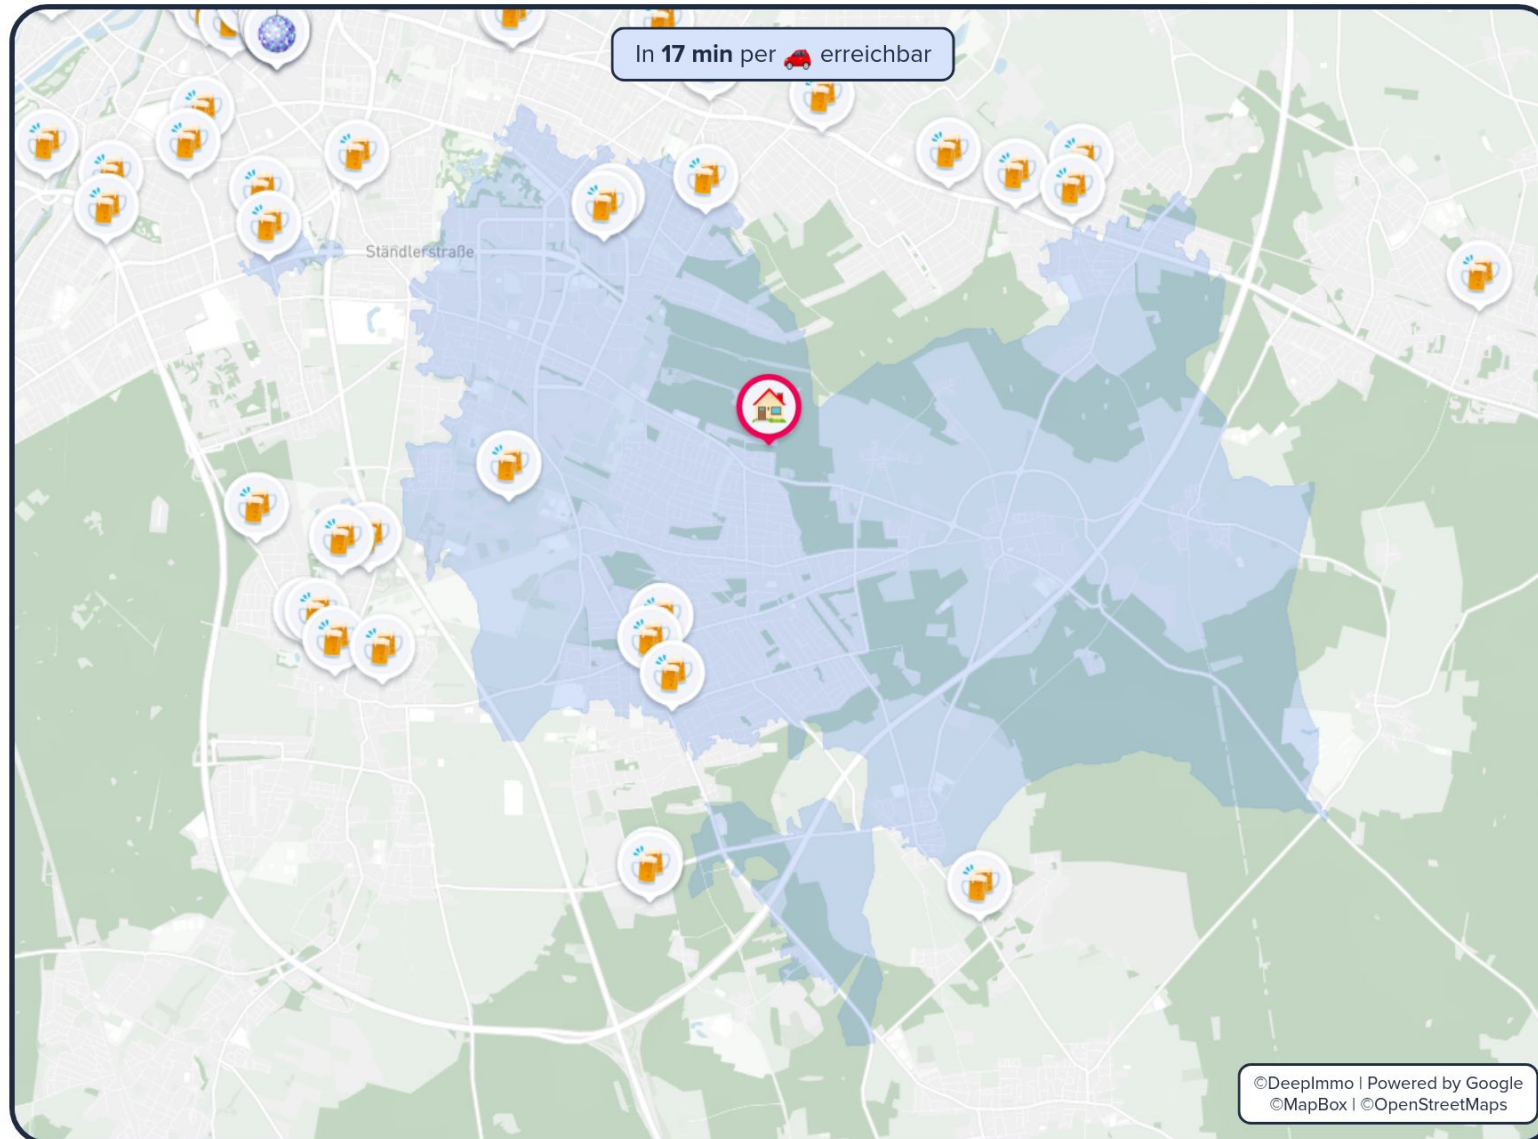 In 17 min per 🚗 erreichbar
Ständlerstraße
©DeepImmo | Powered by Google
©MapBox | ©OpenStreetMaps